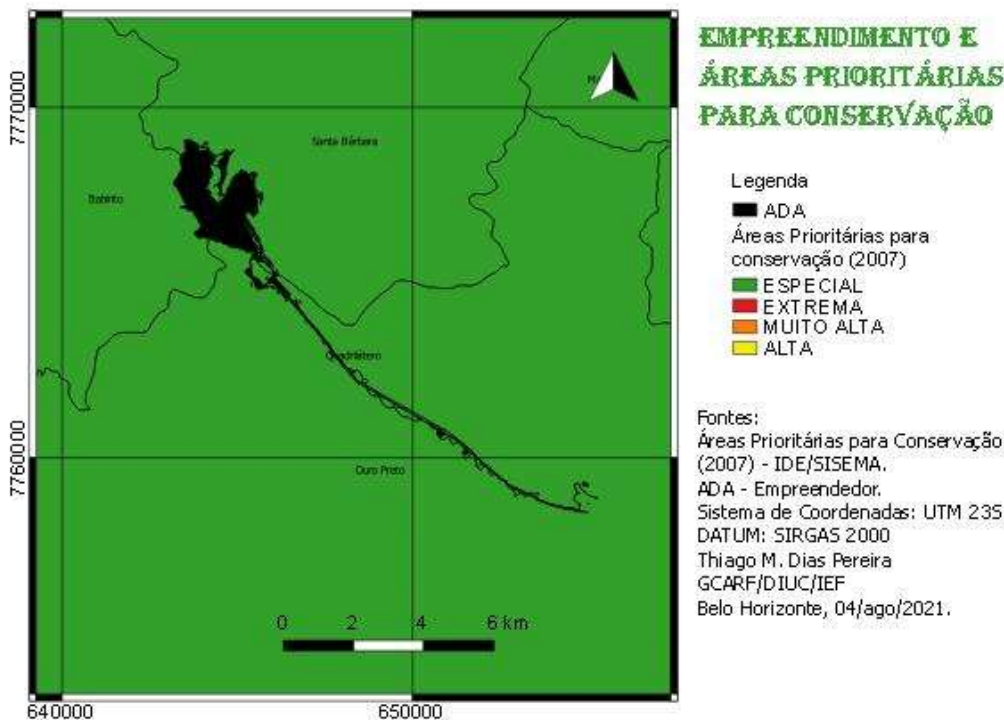 EMPREENDIMENTO E
ÁREAS PRIORITÁRIAS
PARA CONSERVAÇÃO
Legenda
ADA
Áreas Prioritárias para
conservação (2007)
ESPECIAL
EXTREMA
MUITO ALTA
ALTA
Fontes:
Áreas Prioritárias para Conservação
(2007) - IDE/SISEMA.
ADA - Empreendedor.
Sistema de Coordenadas: UTM 23S
DATUM: SIRGAS 2000
Thiago M. Dias Pereira
GCARF/DIUC/IEF
Belo Horizonte, 04/ago/2021.
7770000
7760000
640000
650000
Santa Bárbara
Itabirito
Quadrilátero
Ouro Preto
0 2 4 6 km